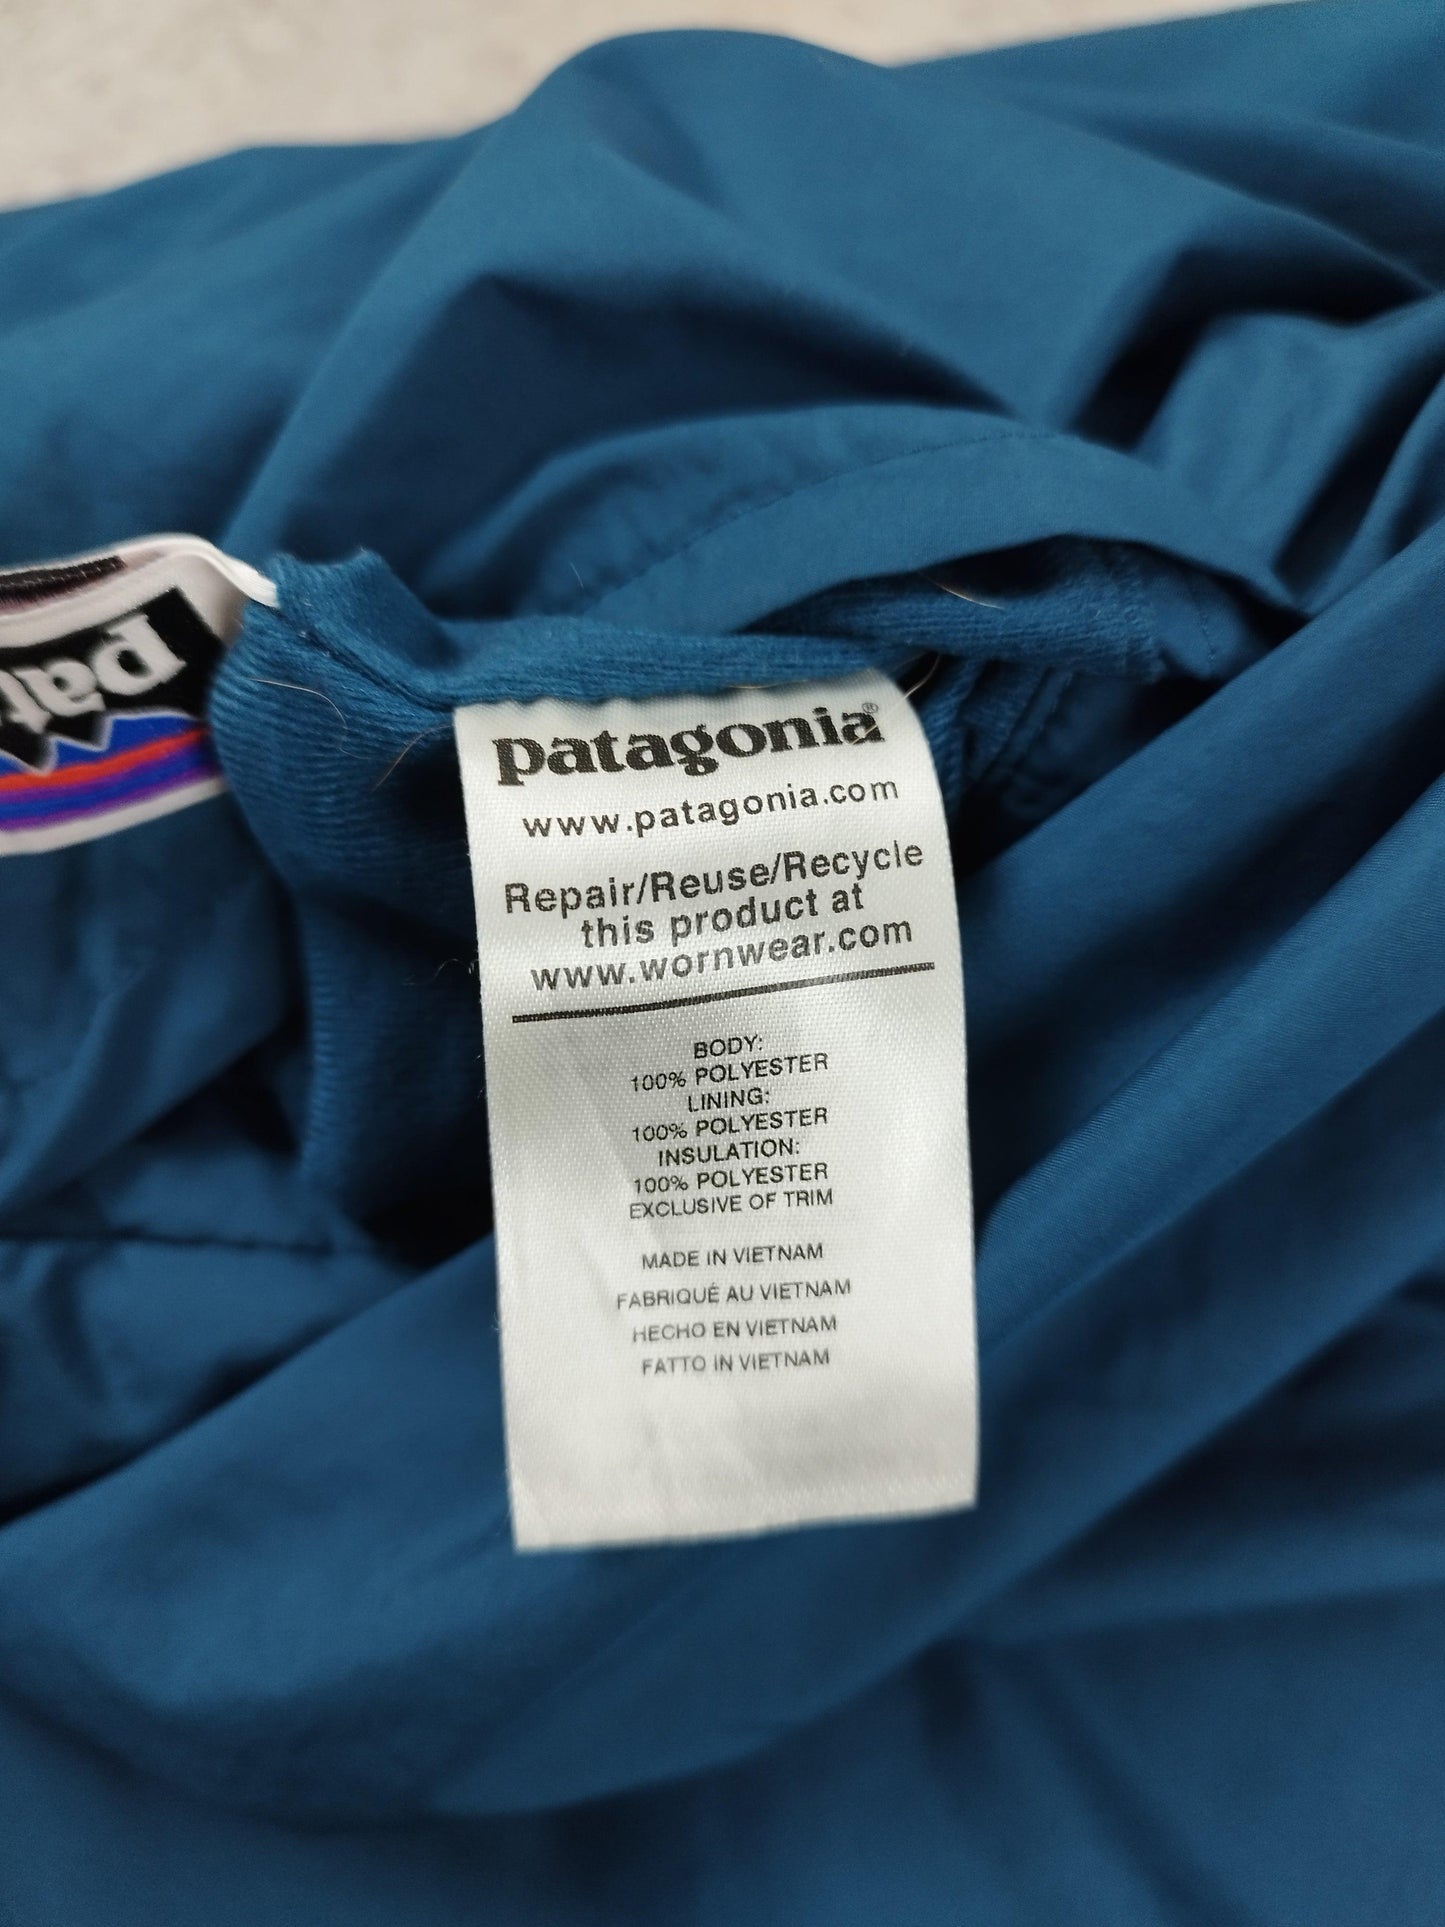 pat
patagonia®
www.patagonia.com
Repair/Reuse/Recycle
this product at
www.wornwear.com
BODY:
100% POLYESTER
LINING:
100% POLYESTER
INSULATION:
100% POLYESTER
EXCLUSIVE OF TRIM
MADE IN VIETNAM
FABRIQUÉ AU VIETNAM
HECHO EN VIETNAM
FATTO IN VIETNAM